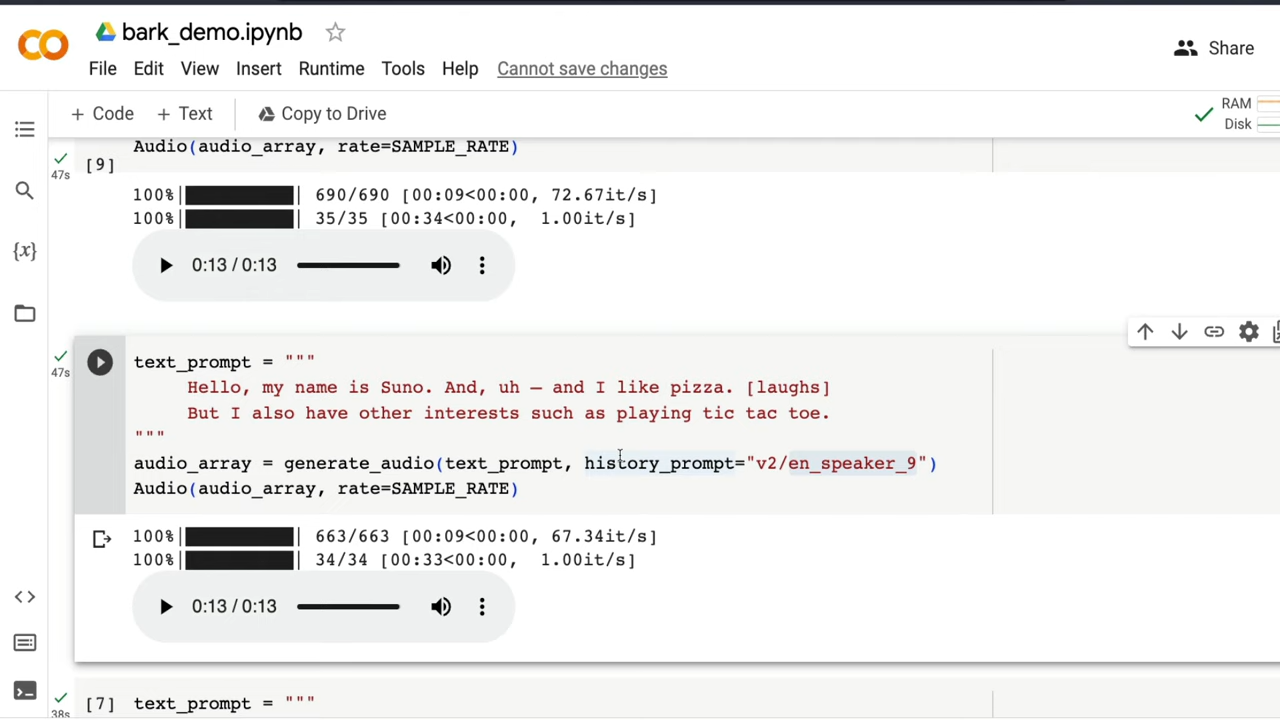 bark_demo.ipynb
Share
File Edit View Insert Runtime Tools Help Cannot save changes
+ Code + Text Copy to Drive
RAM
Disk
Audio(audio_array, rate=SAMPLE_RATE)
[9]
47s
100%| | 690/690 [00:09<00:00, 72.67it/s]
100%| | 35/35 [00:34<00:00, 1.00it/s]
{x}
0:13 / 0:13
47s
text_prompt = """
Hello, my name is Suno. And, uh — and I like pizza. [laughs]
But I also have other interests such as playing tic tac toe.
"""
audio_array = generate_audio(text_prompt, history_prompt="v2/en_speaker_9")
Audio(audio_array, rate=SAMPLE_RATE)
100%| | 663/663 [00:09<00:00, 67.34it/s]
100%| | 34/34 [00:33<00:00, 1.00it/s]
0:13 / 0:13
[7] text_prompt = """
38s